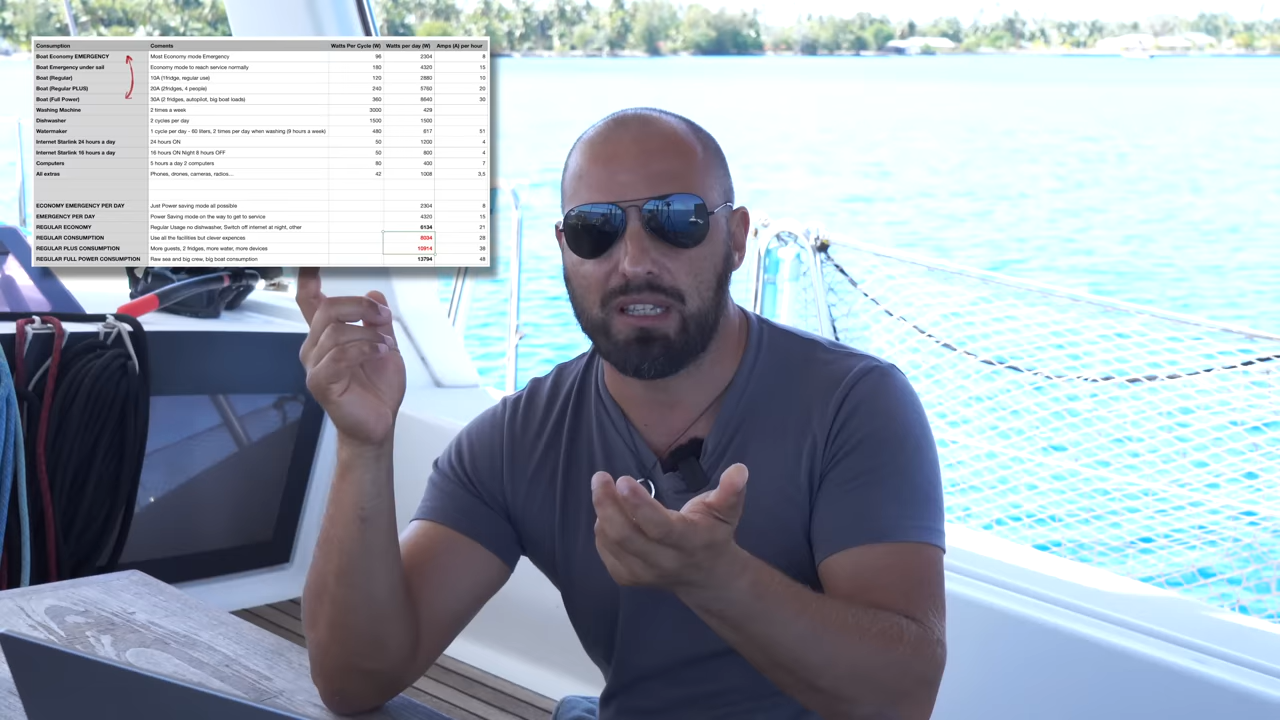 Consumption Coments Watts Per Cycle (W) Watts per day (W) Amps (A) per hour
Boat Economy EMERGENCY Most Economy mode Emergency 96 2304 8
Boat Emergency under sail Economy mode to reach service normally 180 4320 15
Boat (Regular) 10A (1fridge, regular use) 120 2880 10
Boat (Regular PLUS) 20A (2fridges, 4 people) 240 5760 20
Boat (Full Power) 30A (2 fridges, autopilot, big boat loads) 360 8640 30
Washing Machine 2 times a week 3000 429
Dishwasher 2 cycles per day 1500 1500
Watermaker 1 cycle per day - 80 liters, 2 times per day when washing (9 hours a week) 480 617 51
Internet Starlink 24 hours a day 24 hours ON 50 1200 4
Internet Starlink 16 hours a day 16 hours ON Night 8 hours OFF 50 800 4
Computers 5 hours a day 2 computers 80 400 7
All extras Phones, drones, cameras, radios... 42 1008 3,5
ECONOMY EMERGENCY PER DAY Just Power saving mode all possible 2304 8
EMERGENCY PER DAY Power Saving mode on the way to get to service 4320 15
REGULAR ECONOMY Regular Usage no dishwasher, Switch off internet at night, other 6134 21
REGULAR CONSUMPTION Use all the facilities but clever expences 8034 28
REGULAR PLUS CONSUMPTION More guests, 2 fridges, more water, more devices 10914 38
REGULAR FULL POWER CONSUMPTION Raw sea and big crew, big boat consumption 13794 48